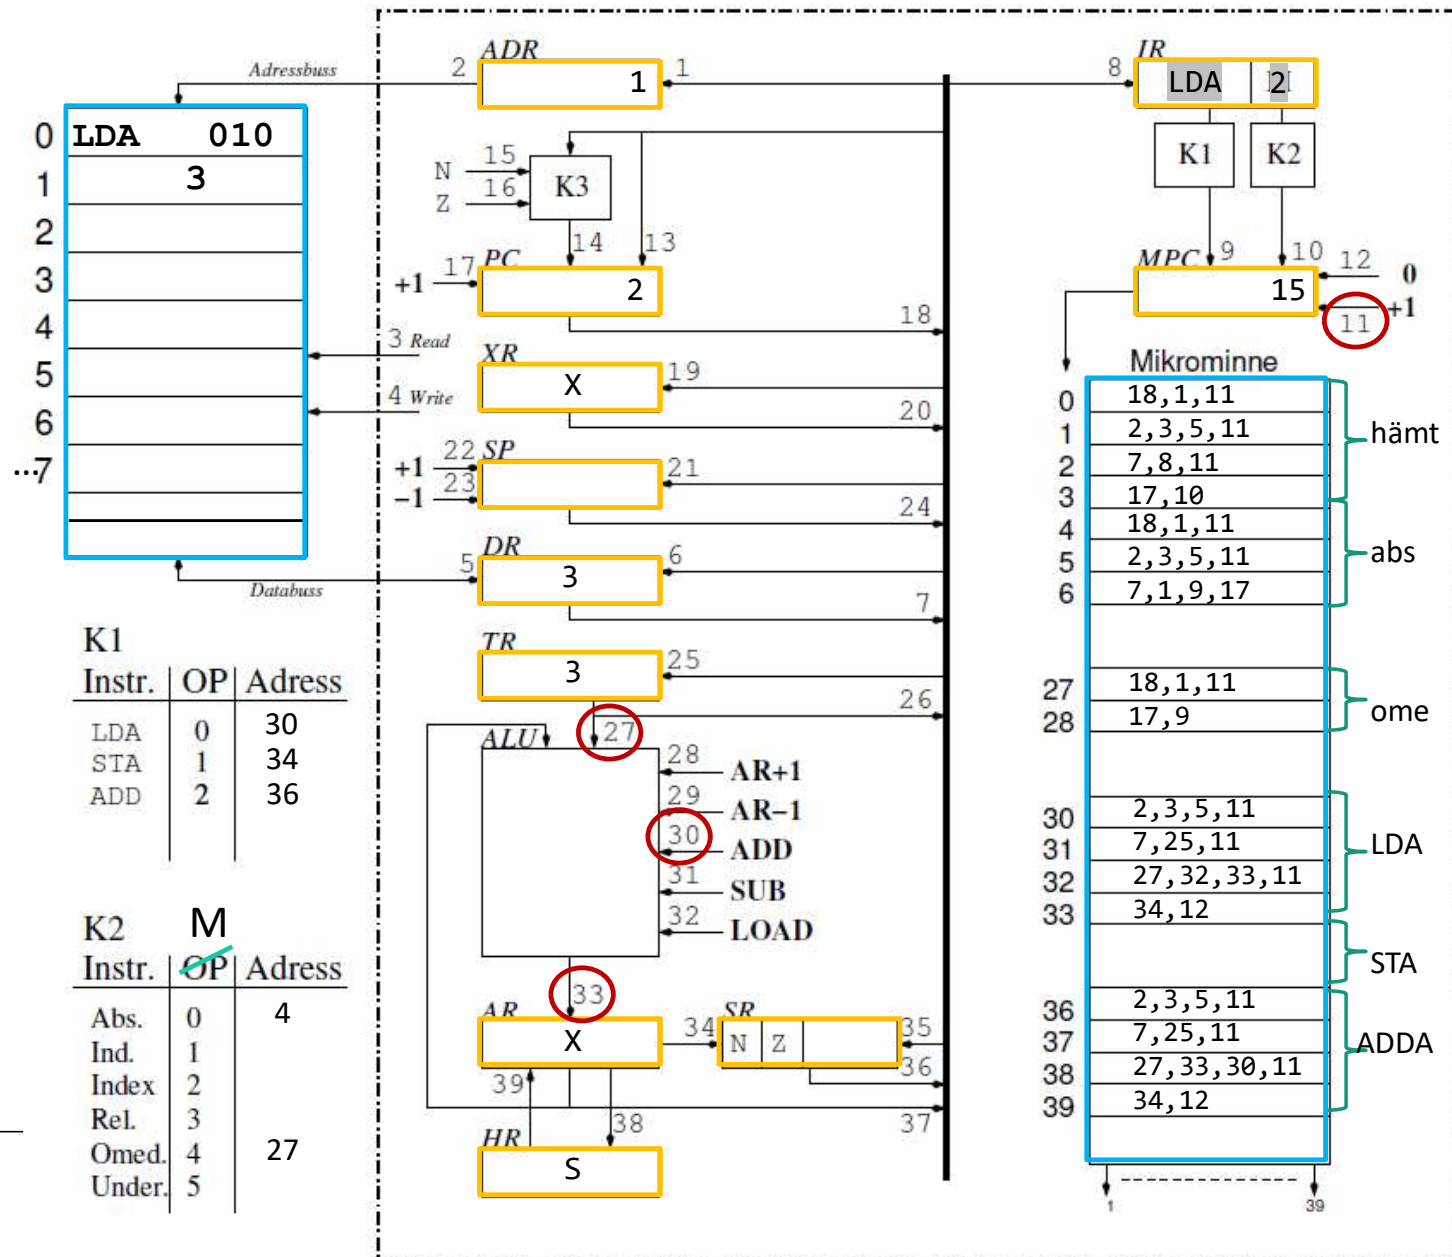 ADR
IR
Adressbuss
2
1
1
8
LDA
2
0 LDA 010
1 3
2
3
4
5
6
...7
N 15
Z 16
K3
K1
K2
14
13
9
10
12 0
11 +1
PC
+1 17
2
18
MPC
15
3 Read
4 Write
XR
X
19
20
SP
+1 22
-1 23
21
24
DR
5
3
6
7
Databuss
TR
3
25
26
27
ALU
28 AR+1
29 AR-1
30 ADD
31 SUB
32 LOAD
33
AR
X
34
SR
N Z
35
36
37
39
38
HR
S
Mikrominne
0 18,1,11
1 2,3,5,11
2 7,8,11
3 17,10
hämt
4 18,1,11
5 2,3,5,11
6 7,1,9,17
abs
27 18,1,11
28 17,9
ome
30 2,3,5,11
31 7,25,11
32 27,32,33,11
33 34,12
LDA
STA
36 2,3,5,11
37 7,25,11
38 27,33,30,11
39 34,12
ADDA
1
39
K1
Instr. OP Adress
LDA 0 30
STA 1 34
ADD 2 36
K2
M
Instr. OP Adress
Abs. 0 4
Ind. 1
Index 2
Rel. 3
Omed. 4 27
Under. 5